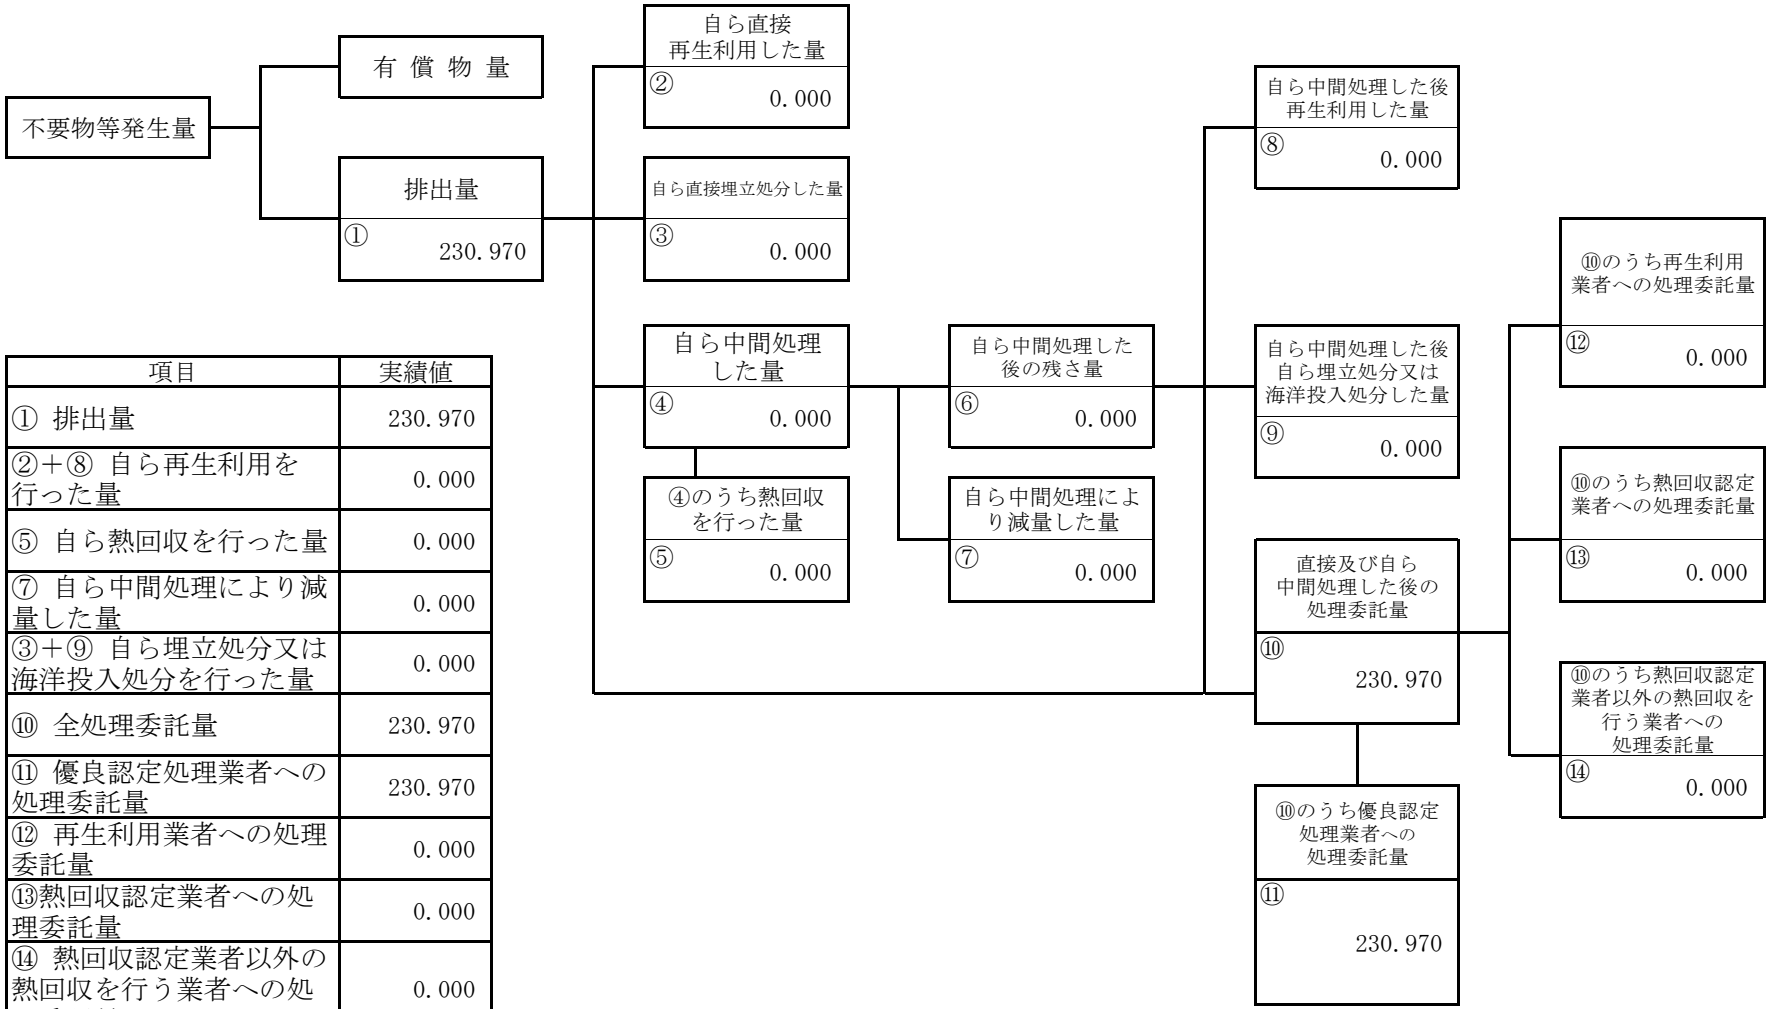 不要物等発生量
有 償 物 量
排出量
①
230.970
自ら直接
再生利用した量
②
0.000
自ら直接埋立処分した量
③
0.000
自ら中間処理
した量
④
0.000
④のうち熱回収
を行った量
⑤
0.000
自ら中間処理した
後の残さ量
⑥
0.000
自ら中間処理によ
り減量した量
⑦
0.000
自ら中間処理した後
再生利用した量
⑧
0.000
自ら中間処理した後
自ら埋立処分又は
海洋投入処分した量
⑨
0.000
直接及び自ら
中間処理した後の
処理委託量
⑩
230.970
⑩のうち優良認定
処理業者への
処理委託量
⑪
230.970
⑩のうち再生利用
業者への処理委託量
⑫
0.000
⑩のうち熱回収認定
業者への処理委託量
⑬
0.000
⑩のうち熱回収認定
業者以外の熱回収を
行う業者への
処理委託量
⑭
0.000
項目 実績値
① 排出量 230.970
②＋⑧ 自ら再生利用を
行った量 0.000
⑤ 自ら熱回収を行った量 0.000
⑦ 自ら中間処理により減
量した量 0.000
③＋⑨ 自ら埋立処分又は
海洋投入処分を行った量 0.000
⑩ 全処理委託量 230.970
⑪ 優良認定処理業者への
処理委託量 230.970
⑫ 再生利用業者への処理
委託量 0.000
⑬熱回収認定業者への処
理委託量 0.000
⑭ 熱回収認定業者以外の
熱回収を行う業者への処 0.000